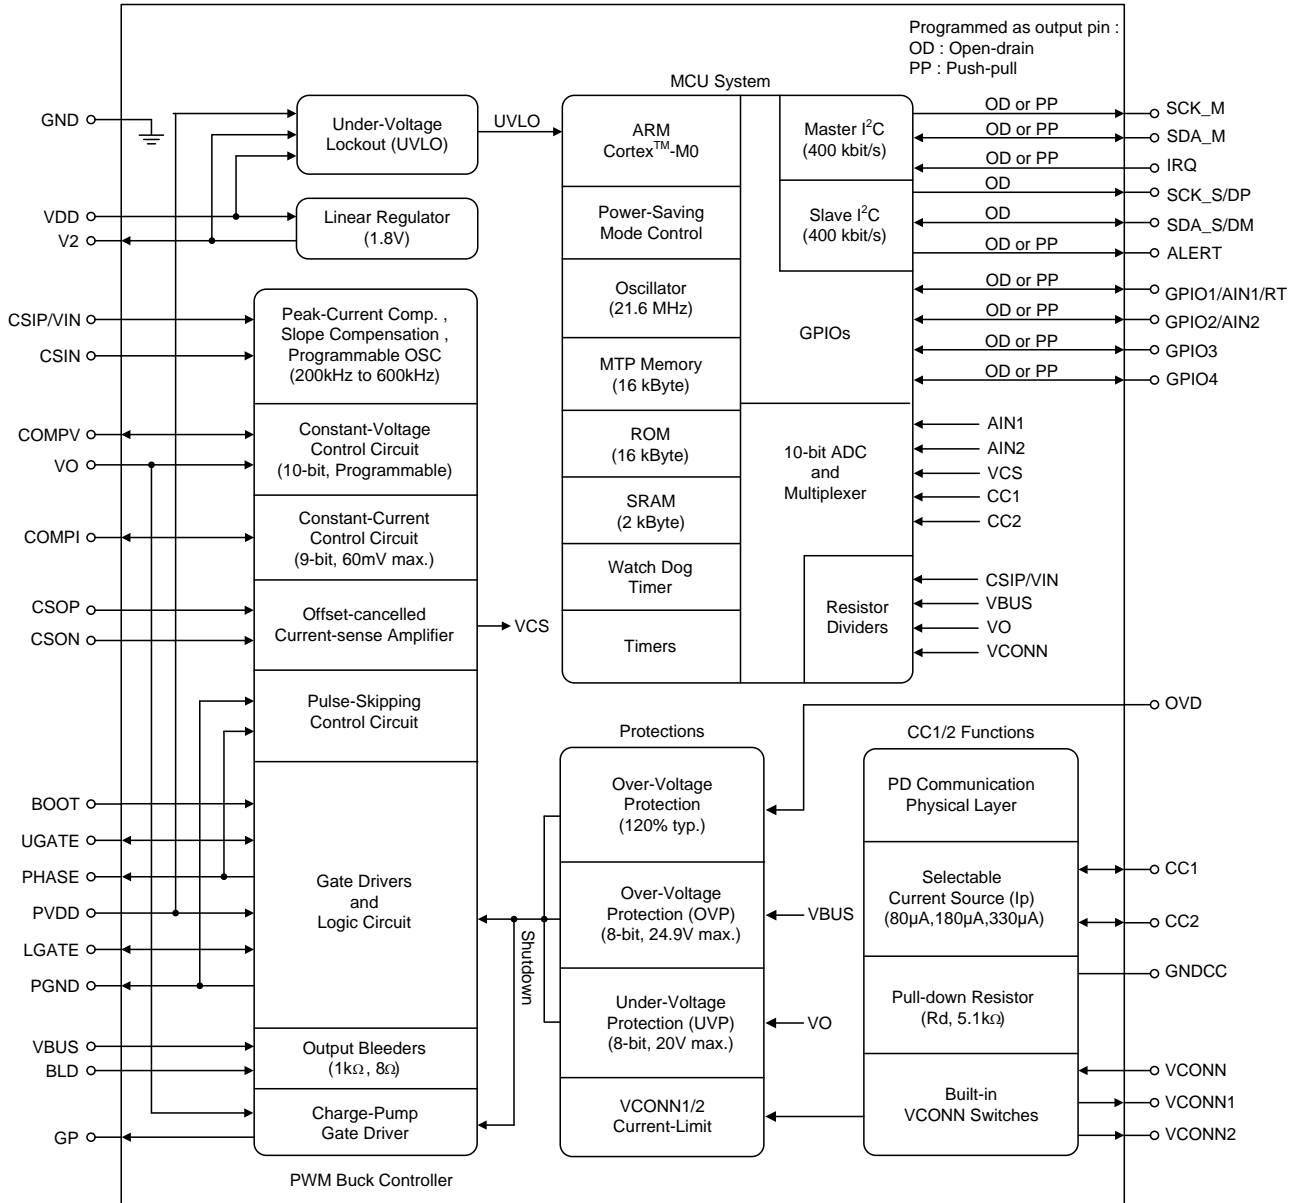 Programmed as output pin :
OD : Open-drain
PP : Push-pull
MCU System
GND
Under-Voltage
Lockout (UVLO)
UVLO
VDD
V2
Linear Regulator
(1.8V)
ARM
Cortex™-M0
Power-Saving
Mode Control
Oscillator
(21.6 MHz)
MTP Memory
(16 kByte)
ROM
(16 kByte)
SRAM
(2 kByte)
Watch Dog
Timer
Timers
Master I²C
(400 kbit/s)
Slave I²C
(400 kbit/s)
GPIOs
10-bit ADC
and
Multiplexer
Resistor
Dividers
OD or PP
SCK_M
OD or PP
SDA_M
OD or PP
IRQ
OD
SCK_S/DP
OD
SDA_S/DM
OD or PP
ALERT
OD or PP
GPIO1/AIN1/RT
OD or PP
GPIO2/AIN2
OD or PP
GPIO3
OD or PP
GPIO4
AIN1
AIN2
VCS
CC1
CC2
CSIP/VIN
VBUS
VO
VCONN
CSIP/VIN
CSIN
COMPV
VO
COMPI
CSOP
CSON
BOOT
UGATE
PHASE
PVDD
LGATE
PGND
VBUS
BLD
GP
Peak-Current Comp. ,
Slope Compensation ,
Programmable OSC
(200kHz to 600kHz)
Constant-Voltage
Control Circuit
(10-bit, Programmable)
Constant-Current
Control Circuit
(9-bit, 60mV max.)
Offset-cancelled
Current-sense Amplifier
VCS
Pulse-Skipping
Control Circuit
Gate Drivers
and
Logic Circuit
Output Bleeders
(1kΩ, 8Ω)
Charge-Pump
Gate Driver
PWM Buck Controller
Shutdown
Protections
Over-Voltage
Protection
(120% typ.)
Over-Voltage
Protection (OVP)
(8-bit, 24.9V max.)
Under-Voltage
Protection (UVP)
(8-bit, 20V max.)
VCONN1/2
Current-Limit
VBUS
VO
CC1/2 Functions
PD Communication
Physical Layer
Selectable
Current Source (Ip)
(80µA,180µA,330µA)
Pull-down Resistor
(Rd, 5.1kΩ)
Built-in
VCONN Switches
OVD
CC1
CC2
GNDCC
VCONN
VCONN1
VCONN2